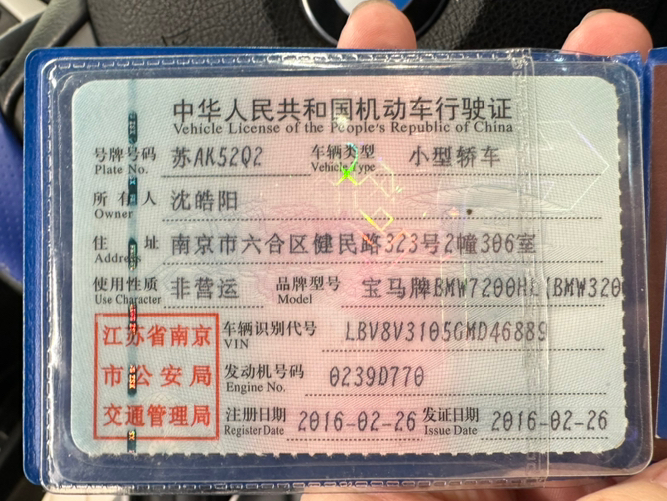 中华人民共和国机动车行驶证
Vehicle License of the People's Republic of China
号牌号码 苏AK52Q2 车辆类型 小型轿车
Plate No. Vehicle Type
所有人 沈皓阳
Owner
住址 南京市六合区健民路323号2幢306室
Address
使用性质 非营运 品牌型号 宝马牌BMW7200HL(BMW320
Use Character Model
江苏省南京 车辆识别代号 LBV8V3105GMD46889
VIN
市公安局 发动机号码 0239D770
Engine No.
交通管理局 注册日期 2016-02-26 发证日期 2016-02-26
Register Date Issue Date